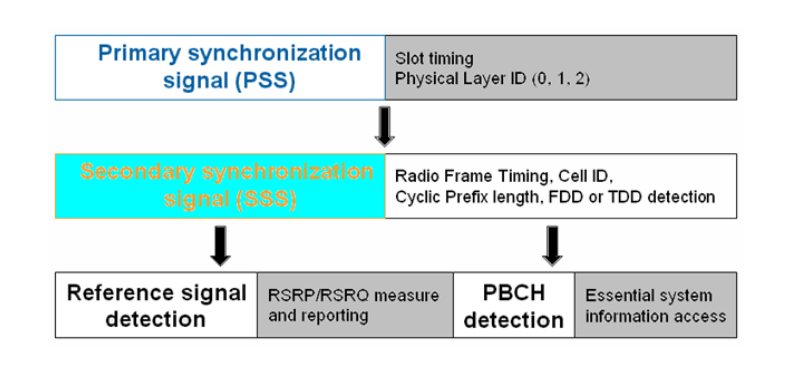 Primary synchronization
signal (PSS)
Slot timing
Physical Layer ID (0, 1, 2)
Secondary synchronization
signal (SSS)
Radio Frame Timing, Cell ID,
Cyclic Prefix length, FDD or TDD detection
Reference signal
detection
RSRP/RSRQ measure
and reporting
PBCH
detection
Essential system
information access